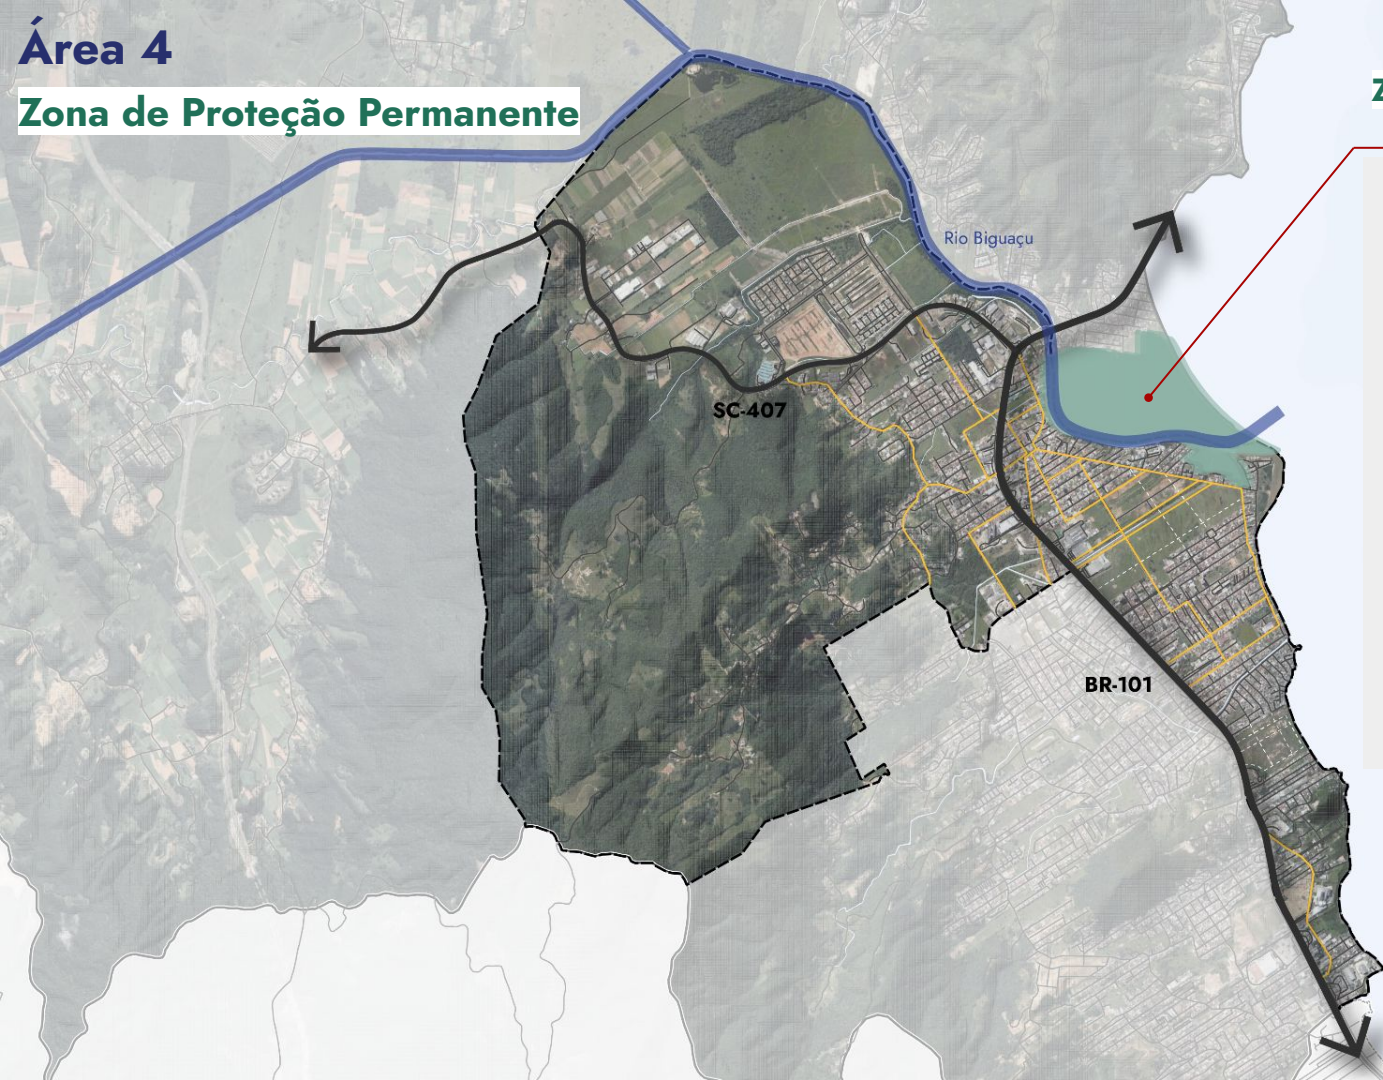 Área 4
Zona de Proteção Permanente
Z
Rio Biguaçu
SC-407
BR-101